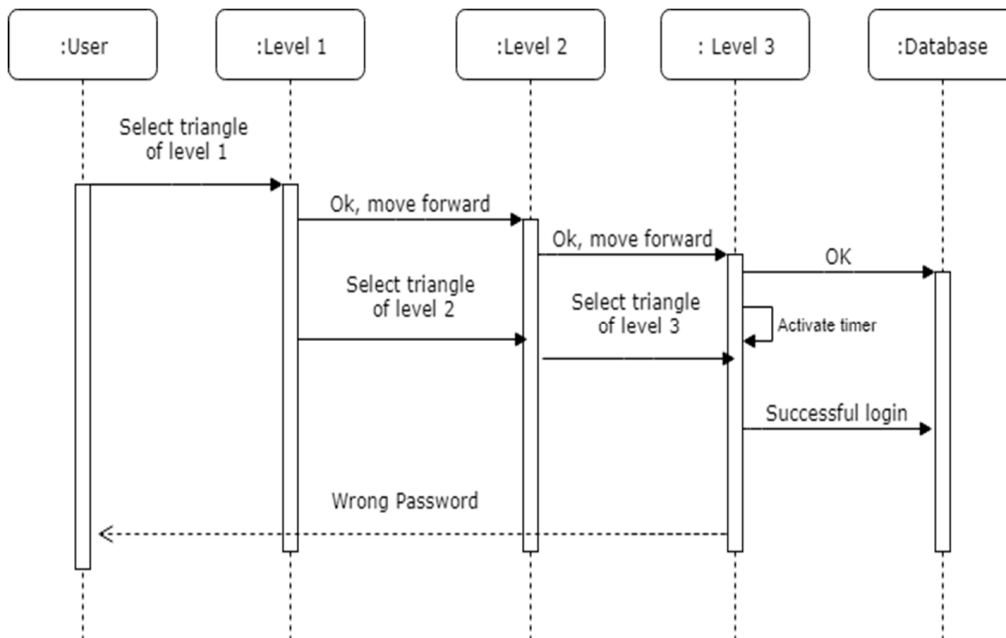 :User
:Level 1
:Level 2
: Level 3
:Database
Select triangle
of level 1
Ok, move forward
Ok, move forward
OK
Select triangle
of level 2
Select triangle
of level 3
Activate timer
Successful login
Wrong Password